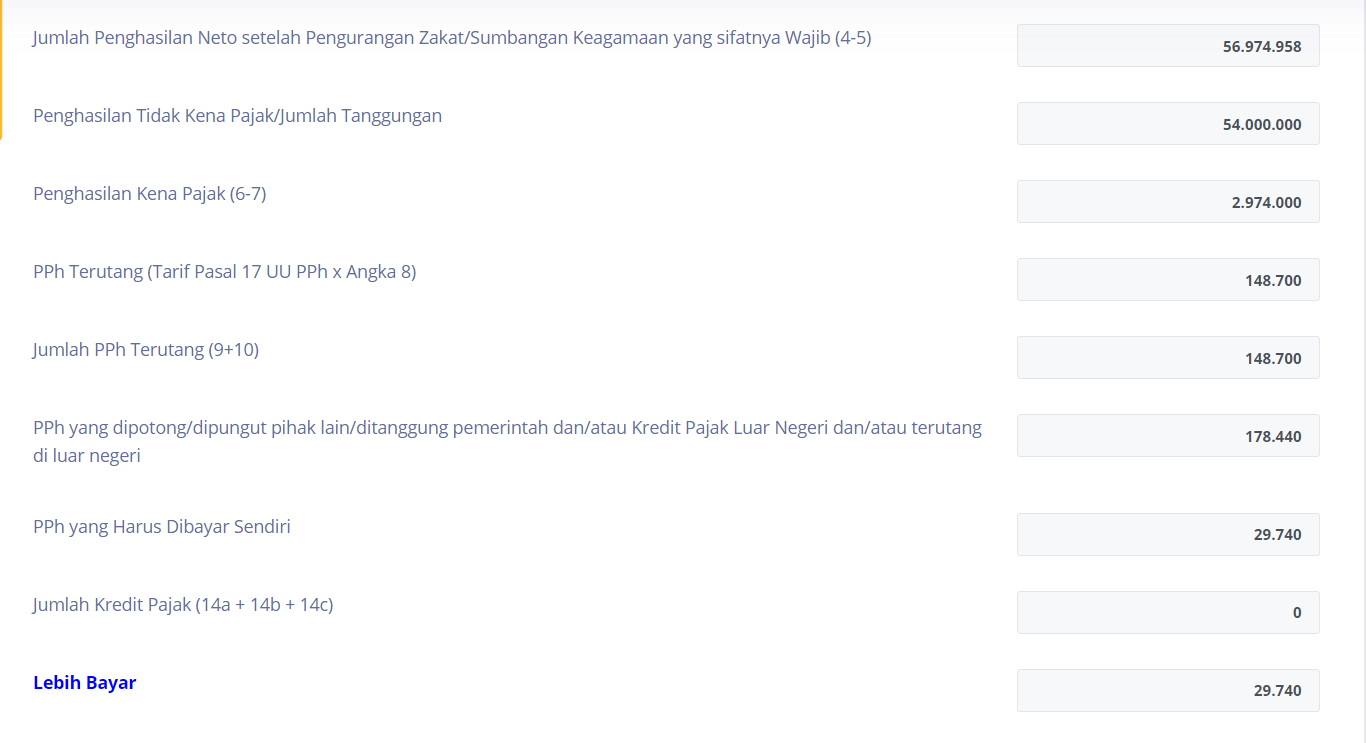 Jumlah Penghasilan Neto setelah Pengurangan Zakat/Sumbangan Keagamaan yang sifatnya Wajib (4-5)
56.974.958
Penghasilan Tidak Kena Pajak/Jumlah Tanggungan
54.000.000
Penghasilan Kena Pajak (6-7)
2.974.000
PPh Terutang (Tarif Pasal 17 UU PPh x Angka 8)
148.700
Jumlah PPh Terutang (9+10)
148.700
PPh yang dipotong/dipungut pihak lain/ditanggung pemerintah dan/atau Kredit Pajak Luar Negeri dan/atau terutang
di luar negeri
178.440
PPh yang Harus Dibayar Sendiri
29.740
Jumlah Kredit Pajak (14a + 14b + 14c)
0
Lebih Bayar
29.740